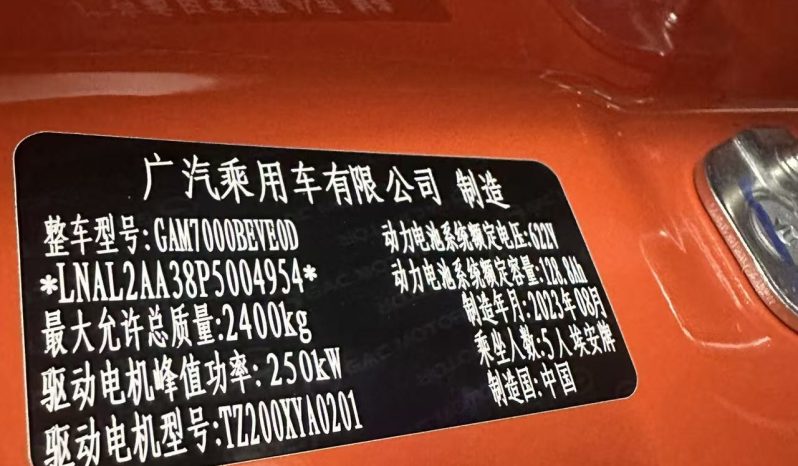 广汽乘用车有限公司 制造
整车型号:GAM7000BEVE0D
*LNAL2AA38P5004954*
最大允许总质量:2400kg
驱动电机峰值功率:250kW
驱动电机型号:TZ200XYA0201
动力电池系统额定电压:622V
动力电池系统额定容量:128.8Ah
制造年月:2023年08月
乘坐人数:5人 埃安牌
制造国:中国